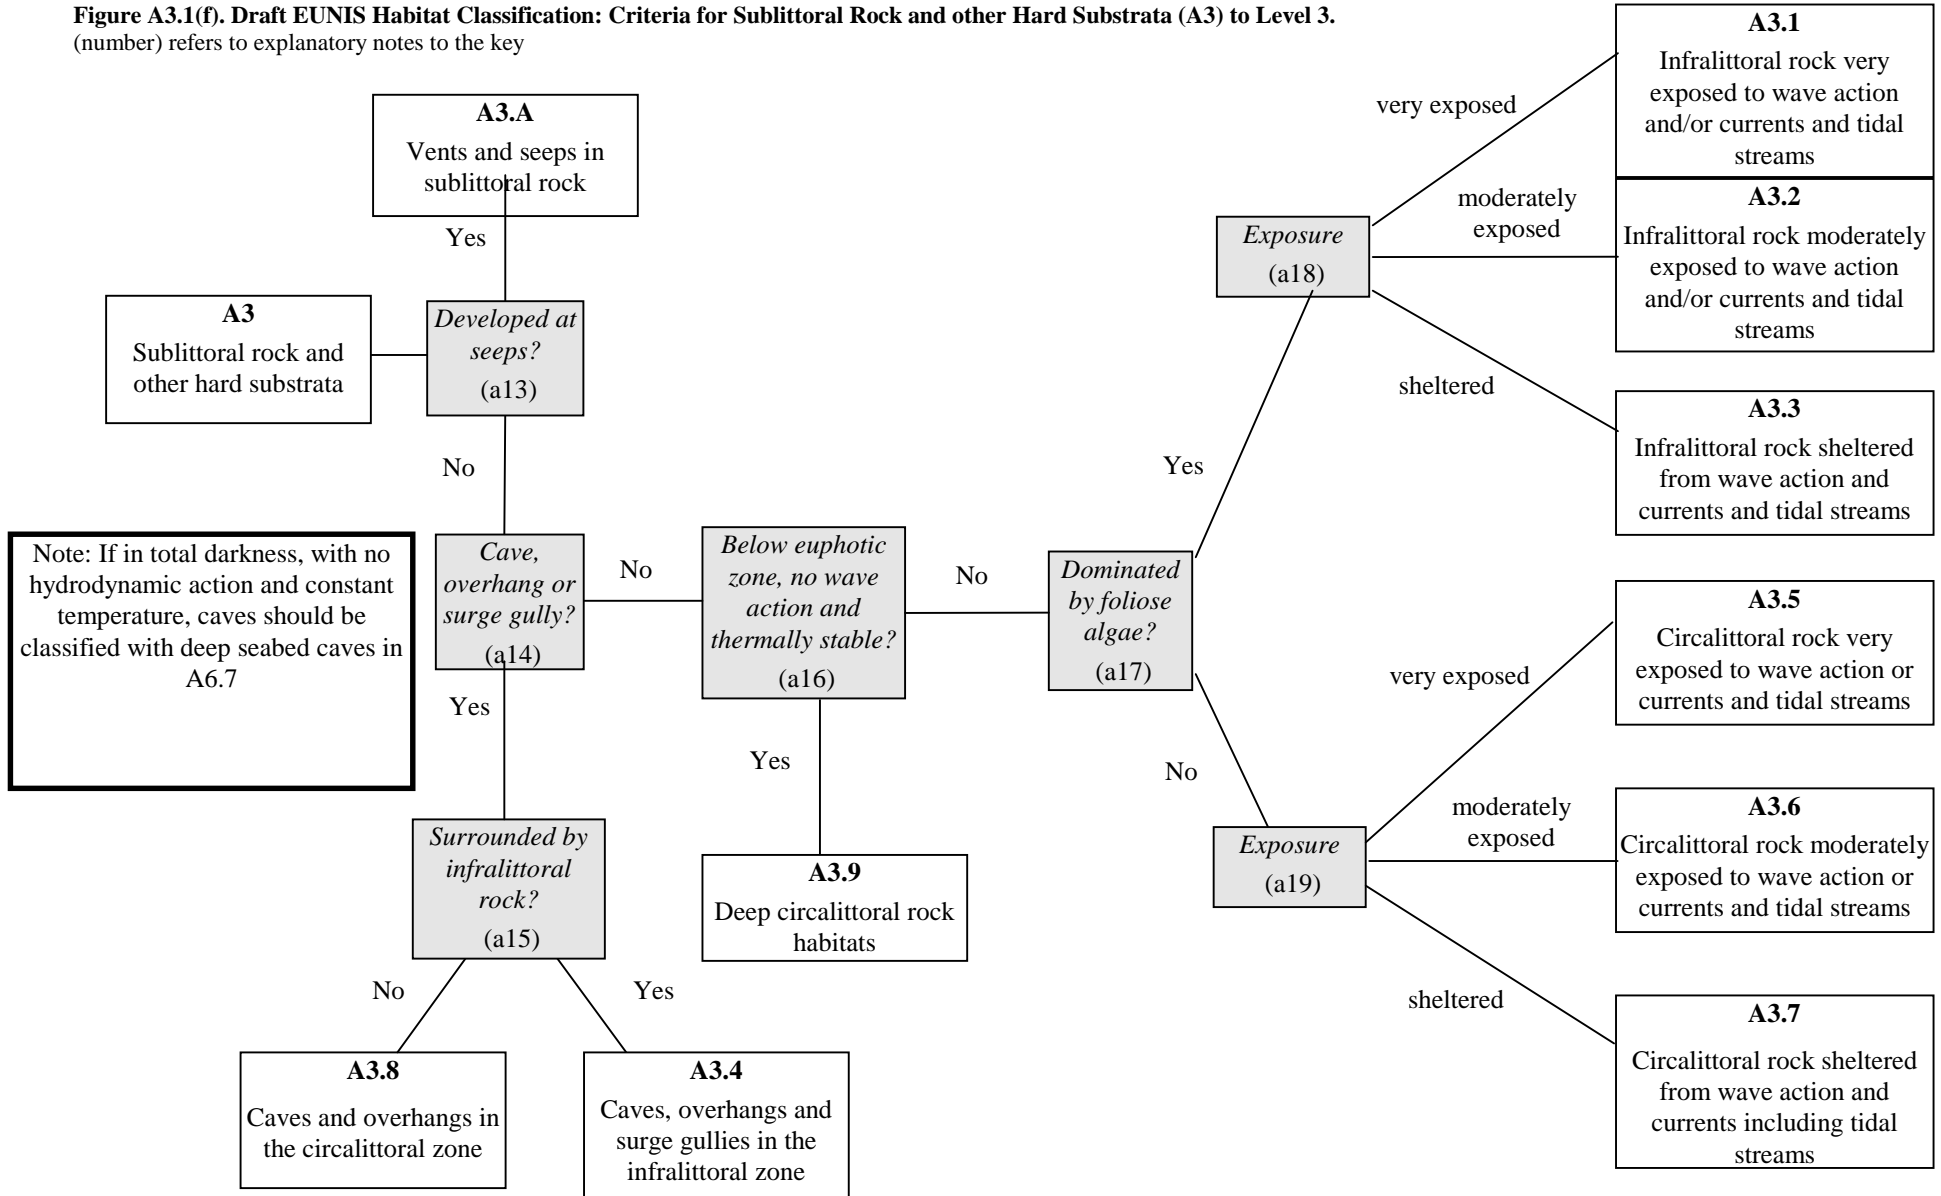 Figure A3.1(f). Draft EUNIS Habitat Classification: Criteria for Sublittoral Rock and other Hard Substrata (A3) to Level 3.
(number) refers to explanatory notes to the key
A3.A
Vents and seeps in
sublittoral rock
Yes
A3
Sublittoral rock and
other hard substrata
Developed at
seeps?
(a13)
No
Note: If in total darkness, with no
hydrodynamic action and constant
temperature, caves should be
classified with deep seabed caves in
A6.7
Cave,
overhang or
surge gully?
(a14)
No
Yes
Surrounded by
infralittoral
rock?
(a15)
No
Yes
A3.8
Caves and overhangs in
the circalittoral zone
A3.4
Caves, overhangs and
surge gullies in the
infralittoral zone
Below euphotic
zone, no wave
action and
thermally stable?
(a16)
Yes
A3.9
Deep circalittoral rock
habitats
No
Dominated
by foliose
algae?
(a17)
Yes
Exposure
(a18)
very exposed
A3.1
Infralittoral rock very
exposed to wave action
and/or currents and tidal
streams
moderately
exposed
A3.2
Infralittoral rock moderately
exposed to wave action
and/or currents and tidal
streams
sheltered
A3.3
Infralittoral rock sheltered
from wave action and
currents and tidal streams
No
Exposure
(a19)
very exposed
A3.5
Circalittoral rock very
exposed to wave action or
currents and tidal streams
moderately
exposed
A3.6
Circalittoral rock moderately
exposed to wave action or
currents and tidal streams
sheltered
A3.7
Circalittoral rock sheltered
from wave action and
currents including tidal
streams